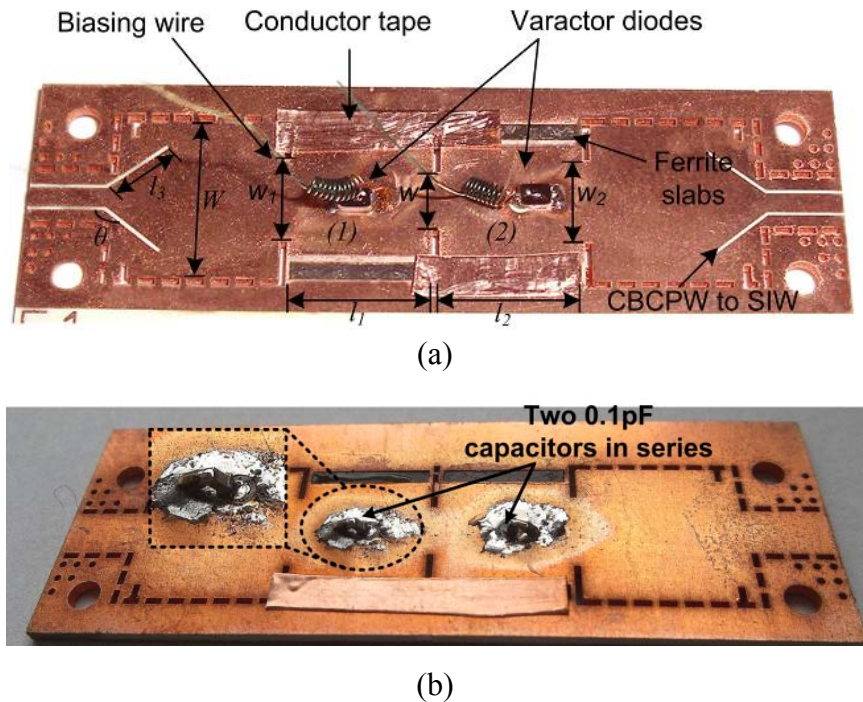 Biasing wire
Conductor tape
Varactor diodes
Ferrite
slabs
l3
W
w1
w
w2
θ
(1)
(2)
CBCPW to SIW
l1
l2
(a)
Two 0.1pF
capacitors in series
(b)